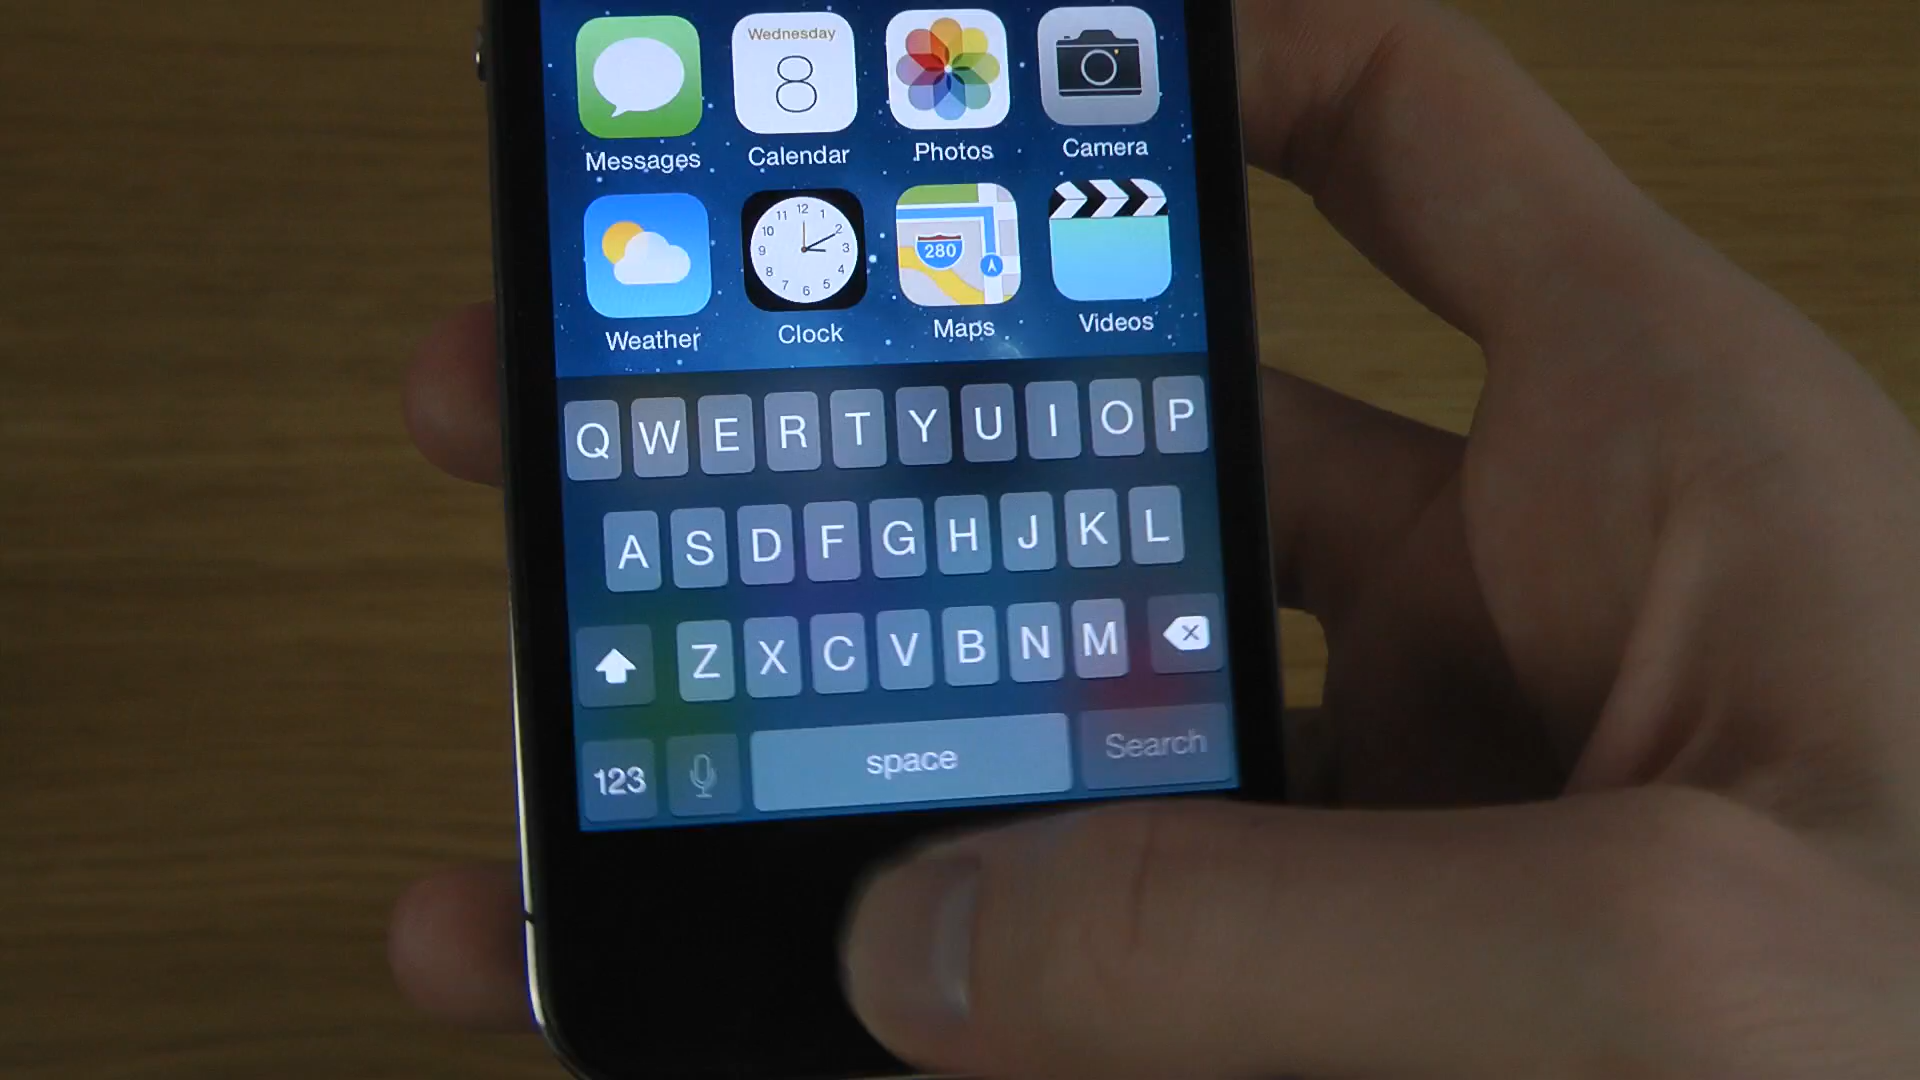 Wednesday
8
Messages Calendar Photos Camera
12
11 1
10 2
9 3
8 4
7 6 5
280
Weather Clock Maps Videos
Q W E R T Y U I O P
A S D F G H J K L
Z X C V B N M
123 space Search